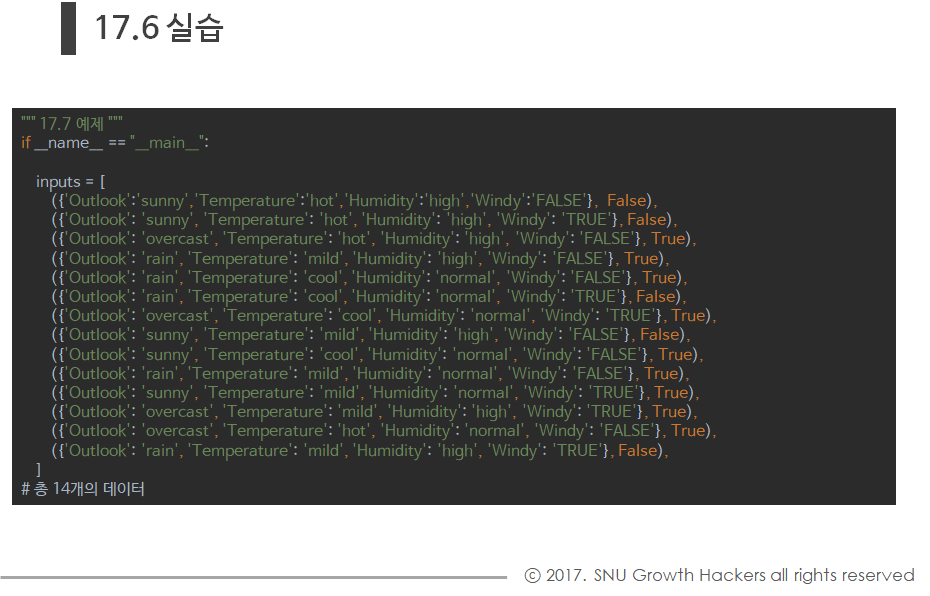 17.6 실습
""" 17.7 예제 """
if __name__ == "__main__":
inputs = [
({'Outlook':'sunny','Temperature':'hot','Humidity':'high','Windy':'FALSE'}, False),
({'Outlook': 'sunny', 'Temperature': 'hot', 'Humidity': 'high', 'Windy': 'TRUE'}, False),
({'Outlook': 'overcast', 'Temperature': 'hot', 'Humidity': 'high', 'Windy': 'FALSE'}, True),
({'Outlook': 'rain', 'Temperature': 'mild', 'Humidity': 'high', 'Windy': 'FALSE'}, True),
({'Outlook': 'rain', 'Temperature': 'cool', 'Humidity': 'normal', 'Windy': 'FALSE'}, True),
({'Outlook': 'rain', 'Temperature': 'cool', 'Humidity': 'normal', 'Windy': 'TRUE'}, False),
({'Outlook': 'overcast', 'Temperature': 'cool', 'Humidity': 'normal', 'Windy': 'TRUE'}, True),
({'Outlook': 'sunny', 'Temperature': 'mild', 'Humidity': 'high', 'Windy': 'FALSE'}, False),
({'Outlook': 'sunny', 'Temperature': 'cool', 'Humidity': 'normal', 'Windy': 'FALSE'}, True),
({'Outlook': 'rain', 'Temperature': 'mild', 'Humidity': 'normal', 'Windy': 'FALSE'}, True),
({'Outlook': 'sunny', 'Temperature': 'mild', 'Humidity': 'normal', 'Windy': 'TRUE'}, True),
({'Outlook': 'overcast', 'Temperature': 'mild', 'Humidity': 'high', 'Windy': 'TRUE'}, True),
({'Outlook': 'overcast', 'Temperature': 'hot', 'Humidity': 'normal', 'Windy': 'FALSE'}, True),
({'Outlook': 'rain', 'Temperature': 'mild', 'Humidity': 'high', 'Windy': 'TRUE'}, False),
]
# 총 14개의 데이터
ⓒ 2017. SNU Growth Hackers all rights reserved